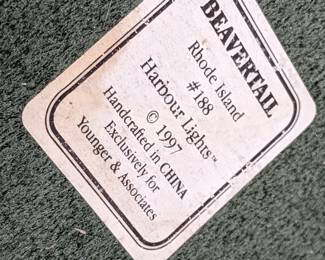 BEAVERTAIL
Rhode Island
#188
Harbour Lights™
© 1997
Handcrafted in CHINA
Exclusively for
Younger & Associates